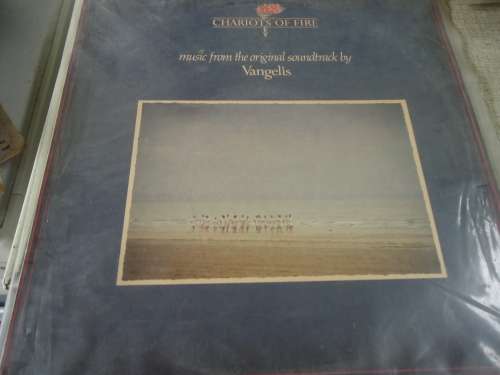 CHARIOTS OF FIRE
music from the original soundtrack by
Vangelis